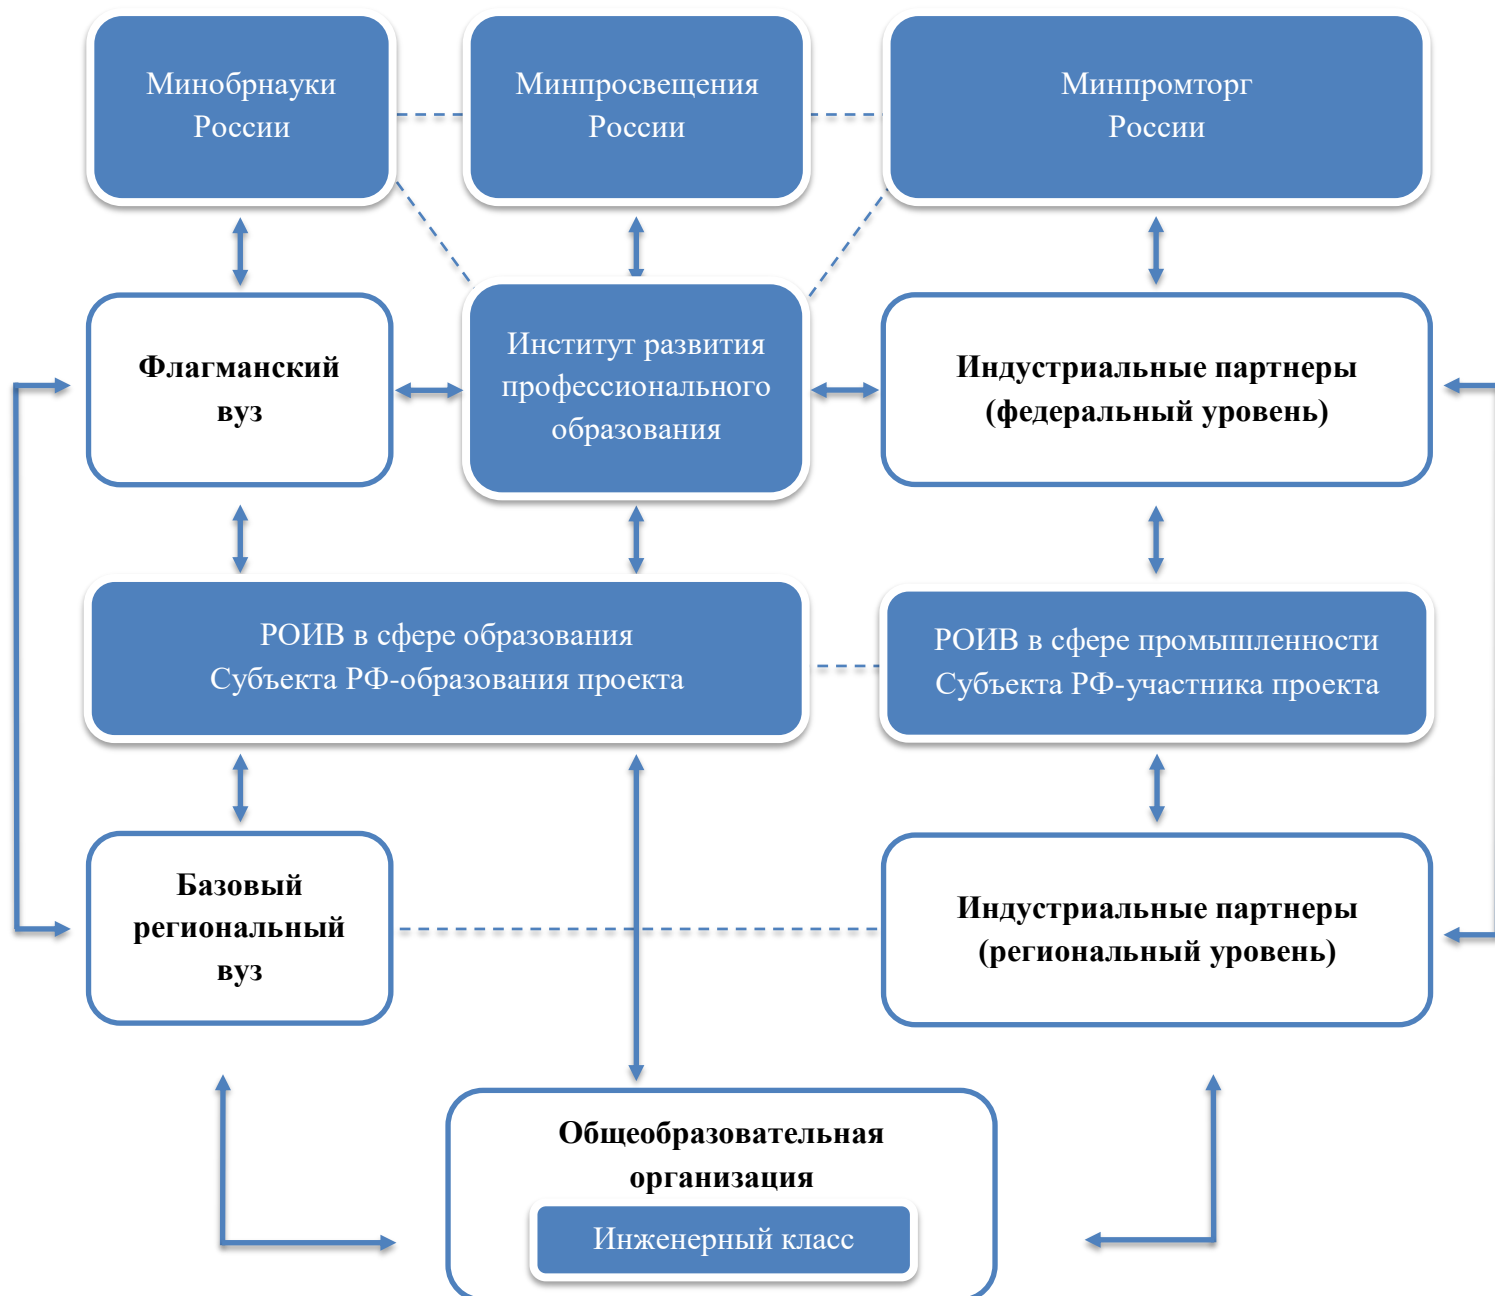 Минобрнауки
России
Минпросвещения
России
Минпромторг
России
Флагманский
вуз
Институт развития
профессионального
образования
Индустриальные партнеры
(федеральный уровень)
РОИВ в сфере образования
Субъекта РФ-образования проекта
РОИВ в сфере промышленности
Субъекта РФ-участника проекта
Базовый
региональный
вуз
Индустриальные партнеры
(региональный уровень)
Общеобразовательная
организация
Инженерный класс